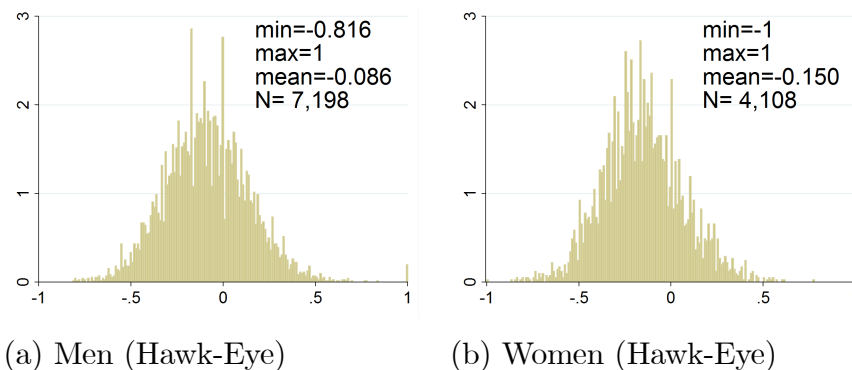 3
2
1
0
-1
-.5
0
.5
1
min=-0.816
max=1
mean=-0.086
N= 7,198
(a) Men (Hawk-Eye)
3
2
1
0
-1
-.5
0
.5
min=-1
max=1
mean=-0.150
N= 4,108
(b) Women (Hawk-Eye)